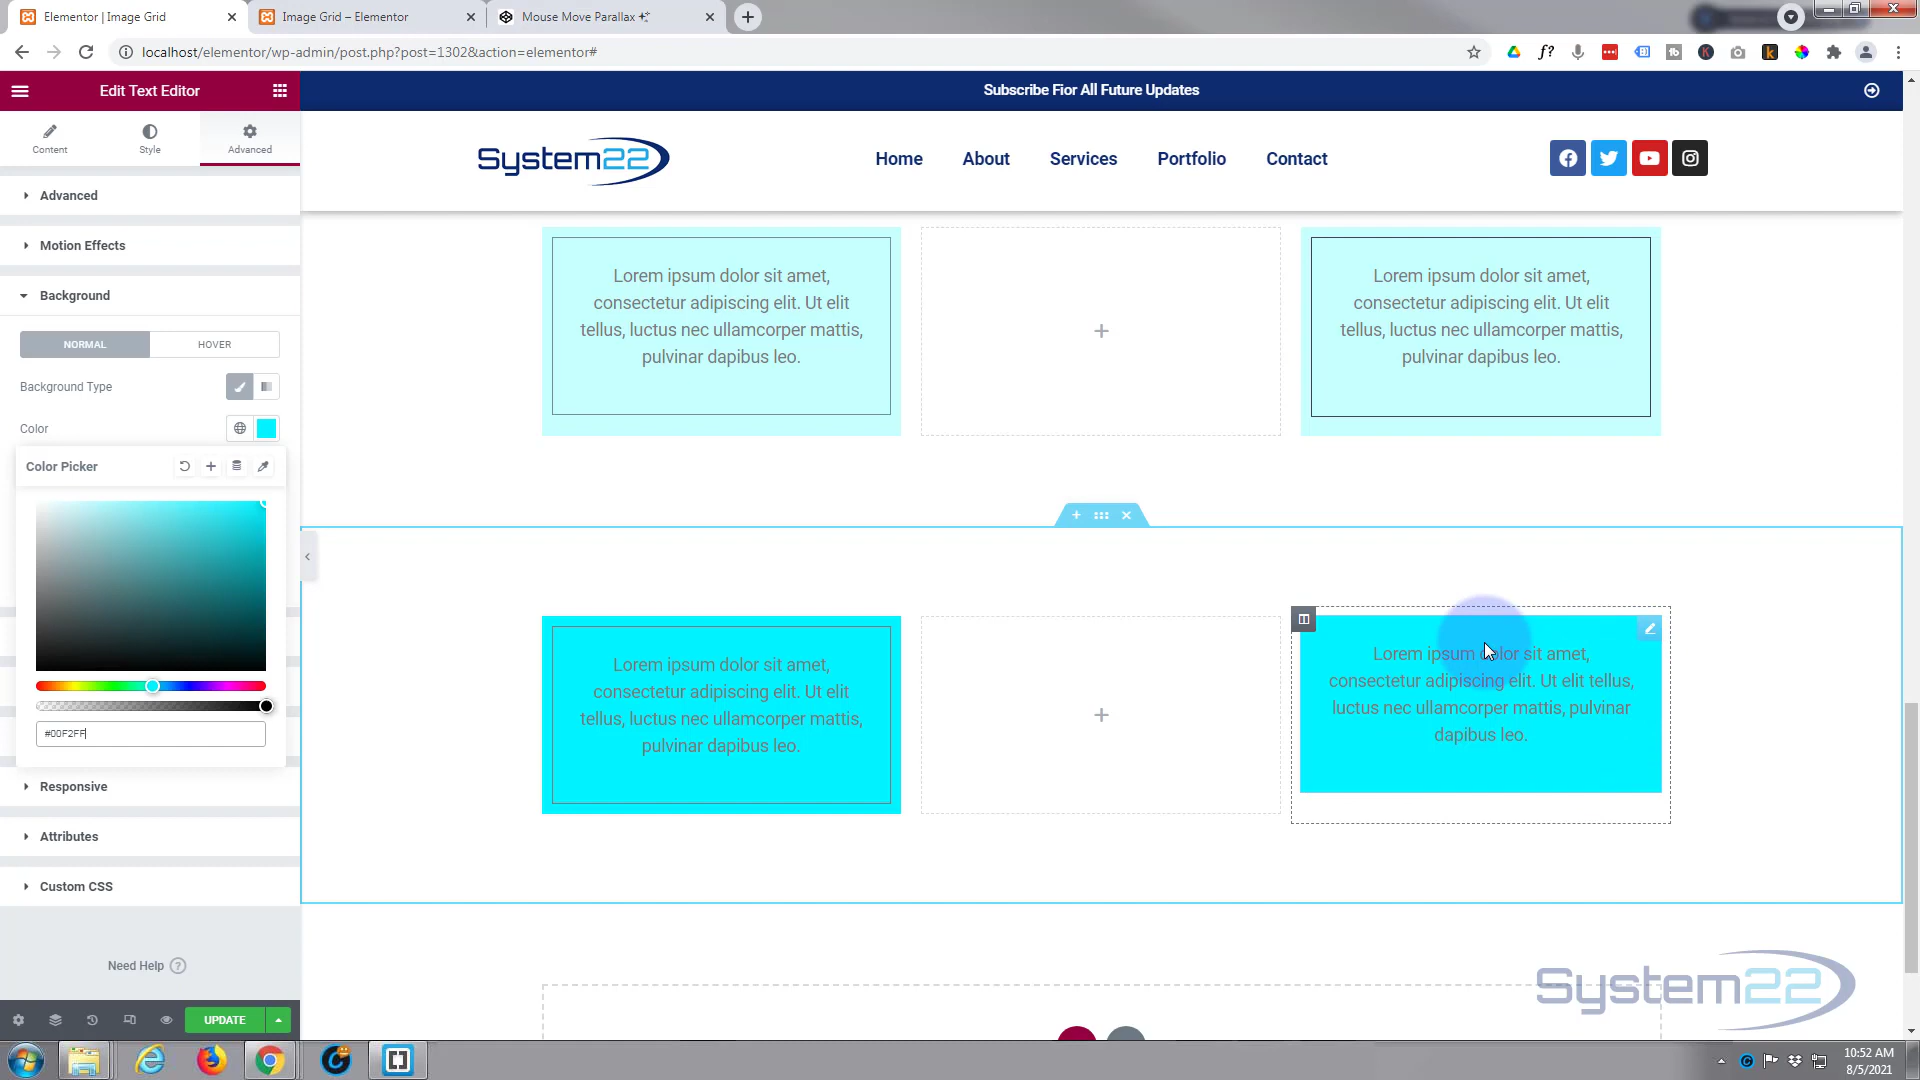 Elementor | Image Grid
Image Grid – Elementor
Mouse Move Parallax
localhost/elementor/wp-admin/post.php?post=1302&action=elementor#
Edit Text Editor
Content
Style
Advanced
Advanced
Motion Effects
Background
NORMAL
HOVER
Background Type
Color
Color Picker
#00F2FF
Responsive
Attributes
Custom CSS
Need Help
UPDATE
Subscribe Fior All Future Updates
System22
Home
About
Services
Portfolio
Contact
Lorem ipsum dolor sit amet,
consectetur adipiscing elit. Ut elit
tellus, luctus nec ullamcorper mattis,
pulvinar dapibus leo.
Lorem ipsum dolor sit amet,
consectetur adipiscing elit. Ut elit
tellus, luctus nec ullamcorper mattis,
pulvinar dapibus leo.
Lorem ipsum dolor sit amet,
consectetur adipiscing elit. Ut elit
tellus, luctus nec ullamcorper mattis,
pulvinar dapibus leo.
Lorem ipsum dolor sit amet,
consectetur adipiscing elit. Ut elit tellus,
luctus nec ullamcorper mattis, pulvinar
dapibus leo.
System22
10:52 AM
8/5/2021